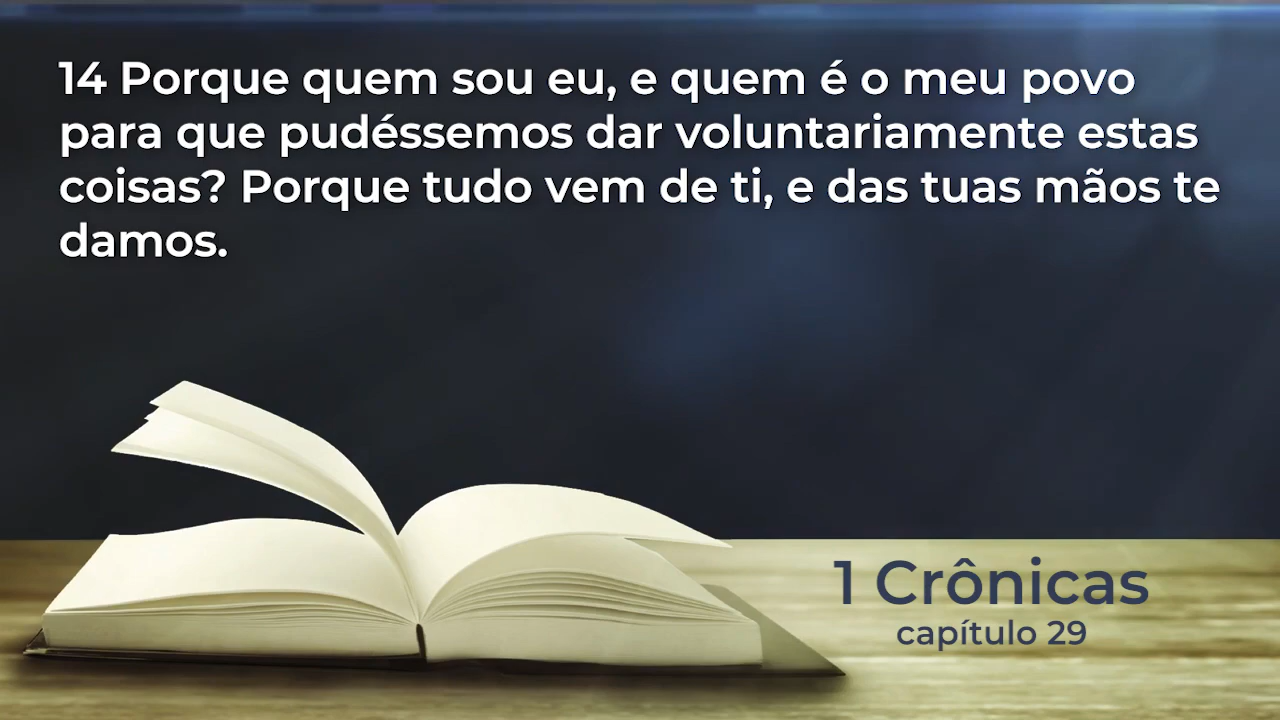 14 Porque quem sou eu, e quem é o meu povo
para que pudéssemos dar voluntariamente estas
coisas? Porque tudo vem de ti, e das tuas mãos te
damos.
1 Crônicas
capítulo 29